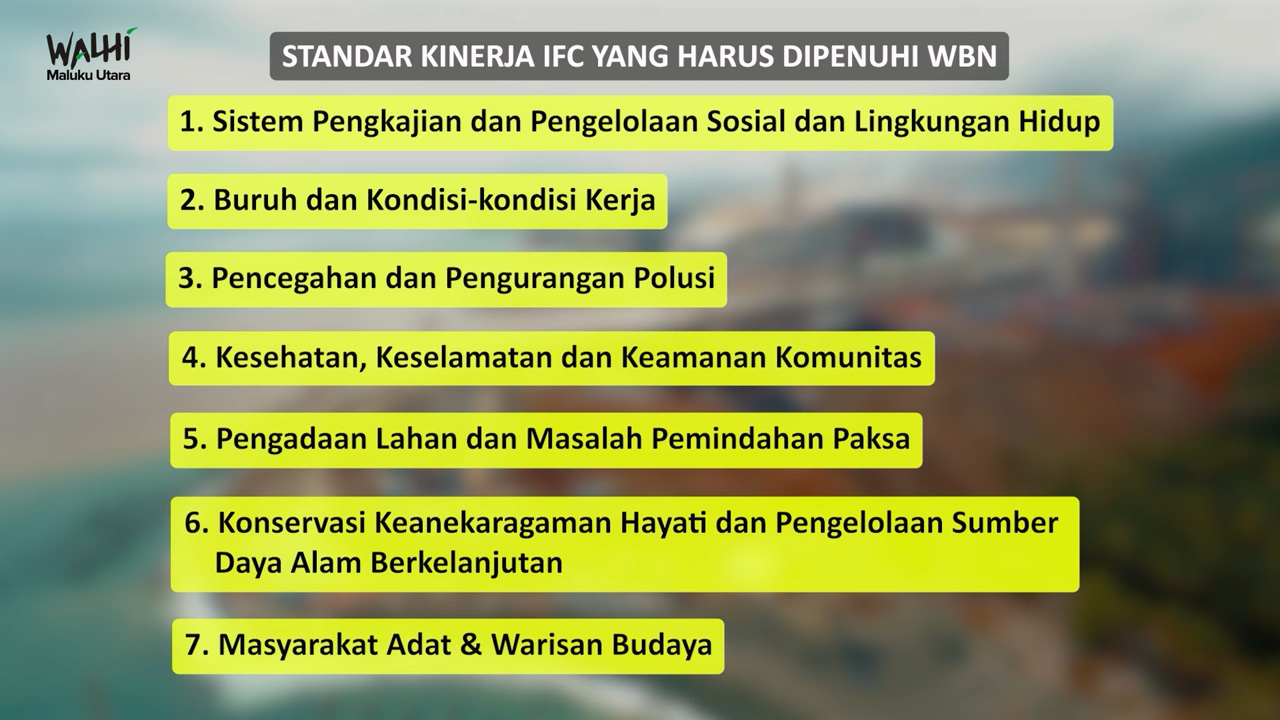 WALHI
Maluku Utara
STANDAR KINERJA IFC YANG HARUS DIPENUHI WBN
1. Sistem Pengkajian dan Pengelolaan Sosial dan Lingkungan Hidup
2. Buruh dan Kondisi-kondisi Kerja
3. Pencegahan dan Pengurangan Polusi
4. Kesehatan, Keselamatan dan Keamanan Komunitas
5. Pengadaan Lahan dan Masalah Pemindahan Paksa
6. Konservasi Keanekaragaman Hayati dan Pengelolaan Sumber
Daya Alam Berkelanjutan
7. Masyarakat Adat & Warisan Budaya